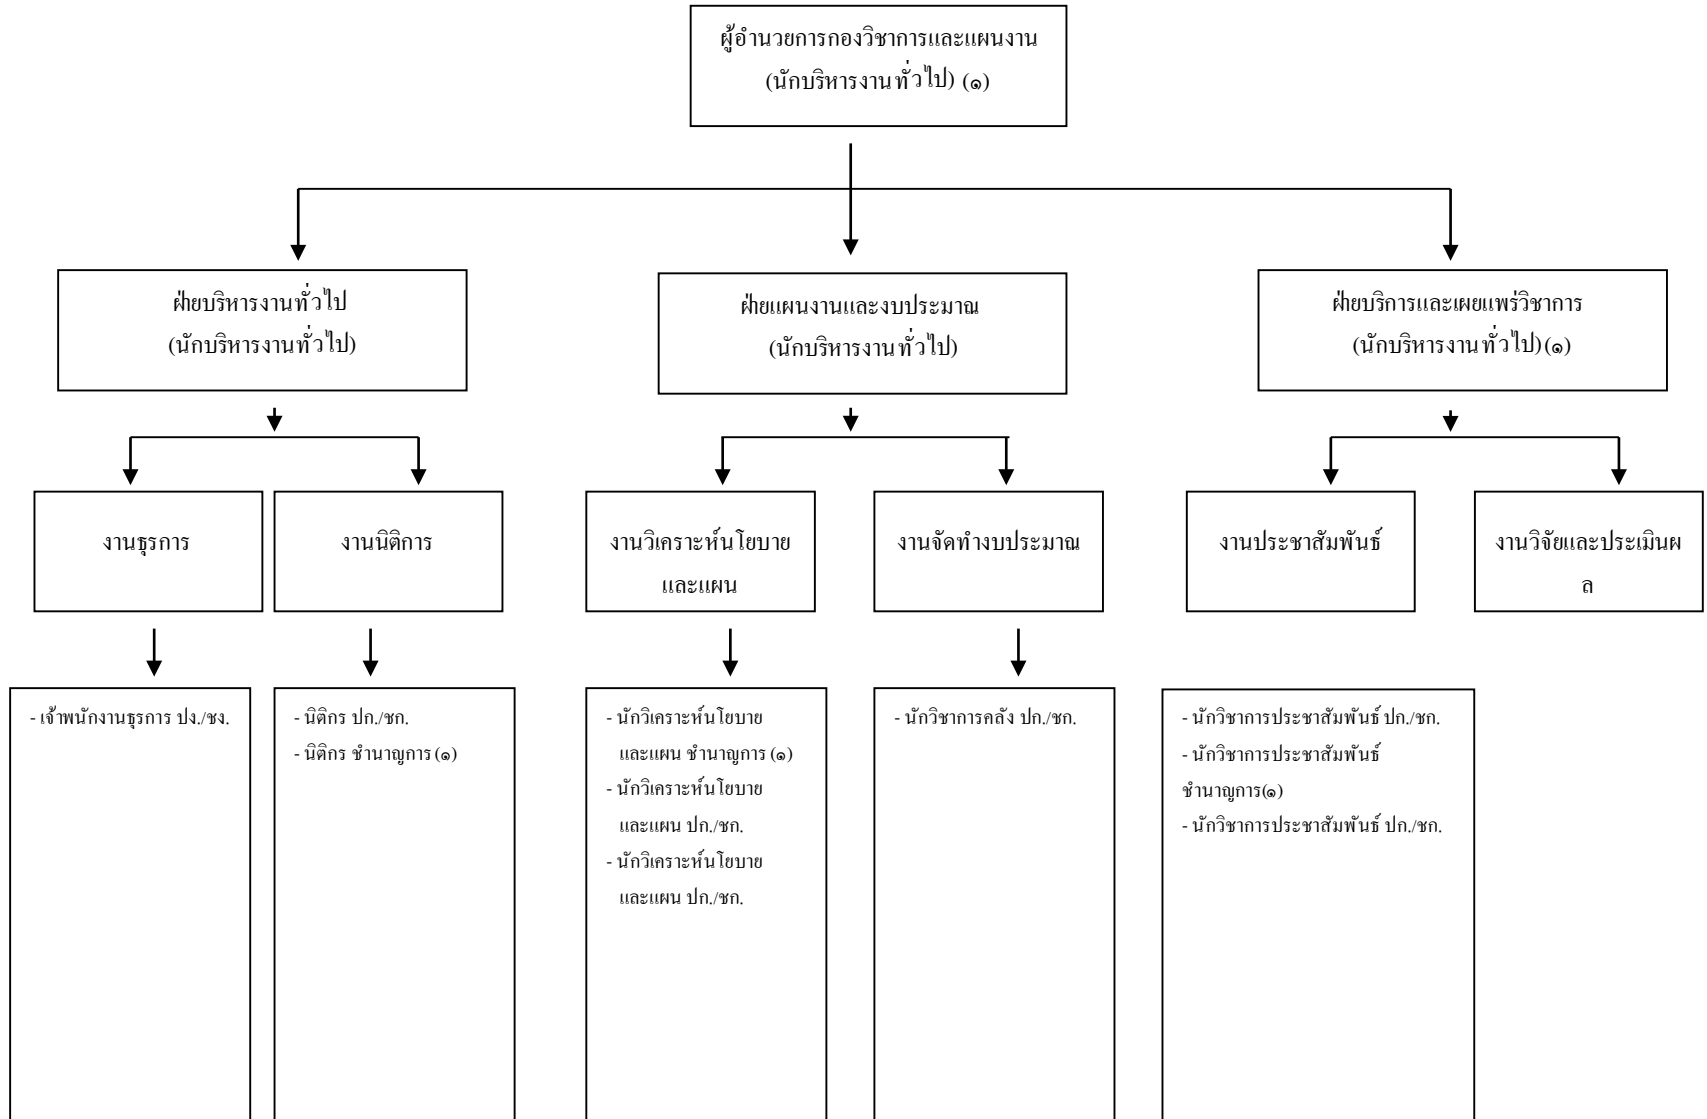 ผู้อำนวยการกองวิชาการและแผนงาน
(นักบริหารงานทั่วไป) (๑)
ฝ่ายบริหารงานทั่วไป
(นักบริหารงานทั่วไป)
ฝ่ายแผนงานและงบประมาณ
(นักบริหารงานทั่วไป)
ฝ่ายบริการและเผยแพร่วิชาการ
(นักบริหารงานทั่วไป)(๑)
งานธุรการ
งานนิติการ
งานวิเคราะห์นโยบาย
และแผน
งานจัดทำงบประมาณ
งานประชาสัมพันธ์
งานวิจัยและประเมินผ
ล
- เจ้าพนักงานธุรการ ปง./ชง.
- นิติกร ปก./ชก.
- นิติกร ชำนาญการ (๑)
- นักวิเคราะห์นโยบาย
และแผน ชำนาญการ (๑)
- นักวิเคราะห์นโยบาย
และแผน ปก./ชก.
- นักวิเคราะห์นโยบาย
และแผน ปก./ชก.
- นักวิชาการคลัง ปก./ชก.
- นักวิชาการประชาสัมพันธ์ ปก./ชก.
- นักวิชาการประชาสัมพันธ์
ชำนาญการ(๑)
- นักวิชาการประชาสัมพันธ์ ปก./ชก.